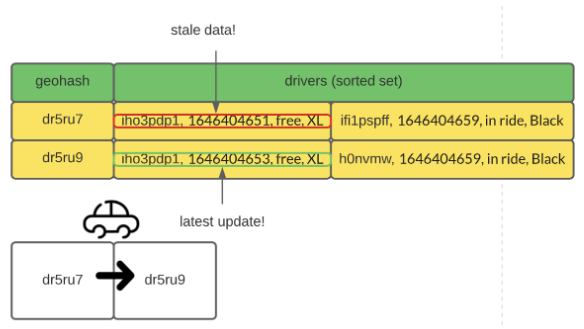 stale data!
geohash drivers (sorted set)
dr5ru7 iho3pdp1, 1646404651, free, XL ifi1pspff, 1646404659, in ride, Black
dr5ru9 iho3pdp1, 1646404653, free, XL h0nvmw, 1646404659, in ride, Black
latest update!
dr5ru7 dr5ru9